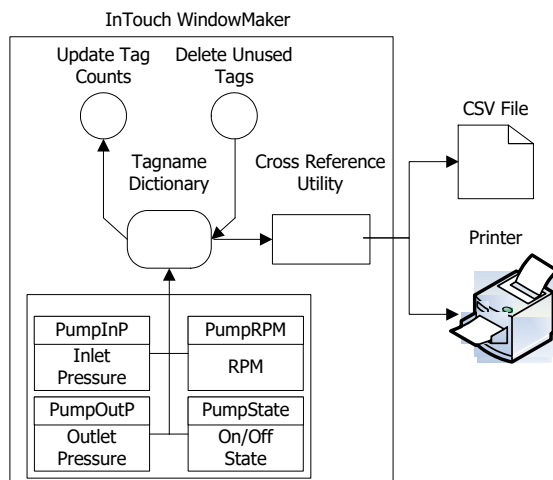 InTouch WindowMaker
Update Tag
Counts
Delete Unused
Tags
CSV File
Tagname
Dictionary
Cross Reference
Utility
Printer
PumpInP
Inlet
Pressure
PumpRPM
RPM
PumpOutP
Outlet
Pressure
PumpState
On/Off
State